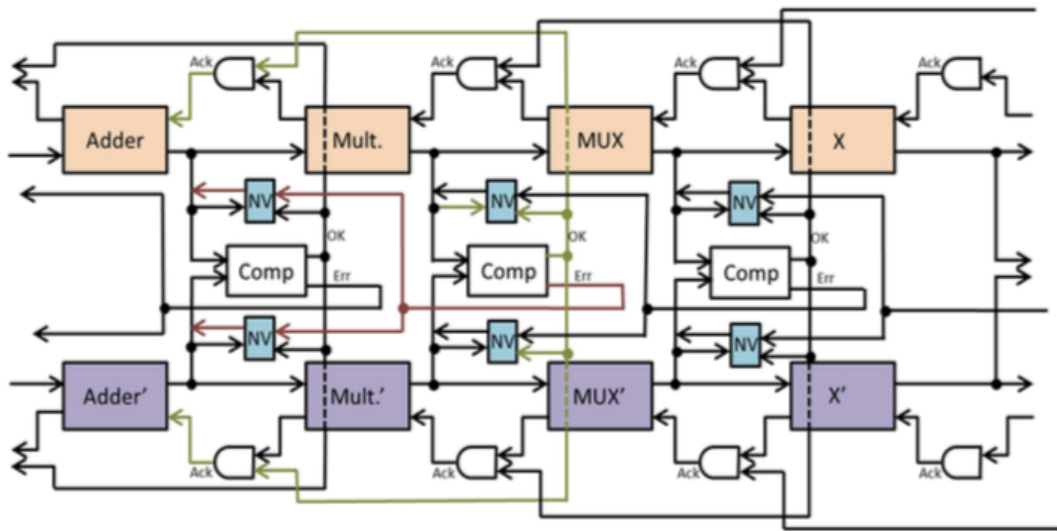 Ack Ack Ack Ack
Adder Mult. MUX X
NV NV NV
OK OK OK
Comp Comp Comp
Err Err Err
NV NV NV
Adder' Mult.' MUX' X'
Ack Ack Ack Ack